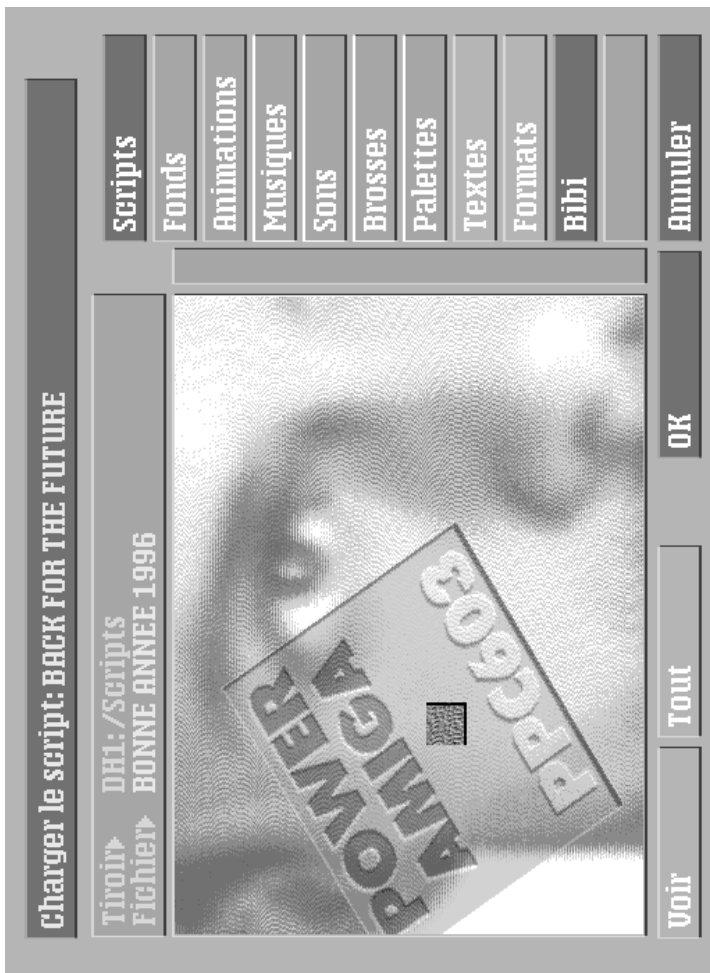 Charger le script: BACK FOR THE FUTURE
Tiroir▶ DH1:/Scripts
Fichier▶ BONNE ANNEE 1996
Scripts
Fonds
Animations
Musiques
Sons
Brosses
Palettes
Textes
Formats
Bibi
POWER
AMIGA
PPC603
Voir
Tout
OK
Annuler